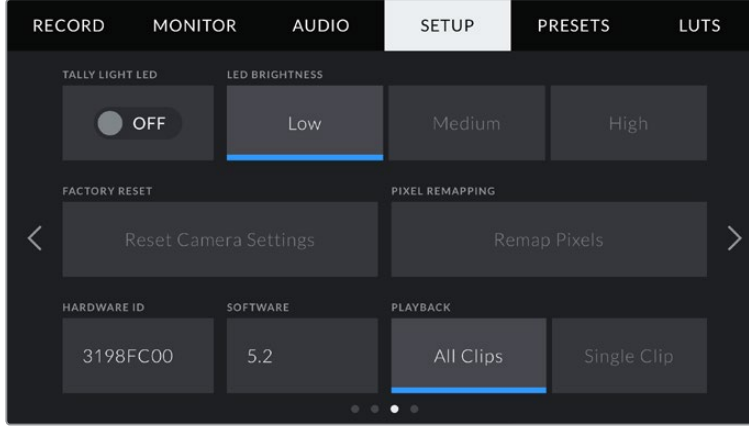 RECORD MONITOR AUDIO SETUP PRESETS LUTS
TALLY LIGHT LED LED BRIGHTNESS
OFF Low Medium High
FACTORY RESET PIXEL REMAPPING
Reset Camera Settings Remap Pixels
HARDWARE ID SOFTWARE PLAYBACK
3198FC00 5.2 All Clips Single Clip